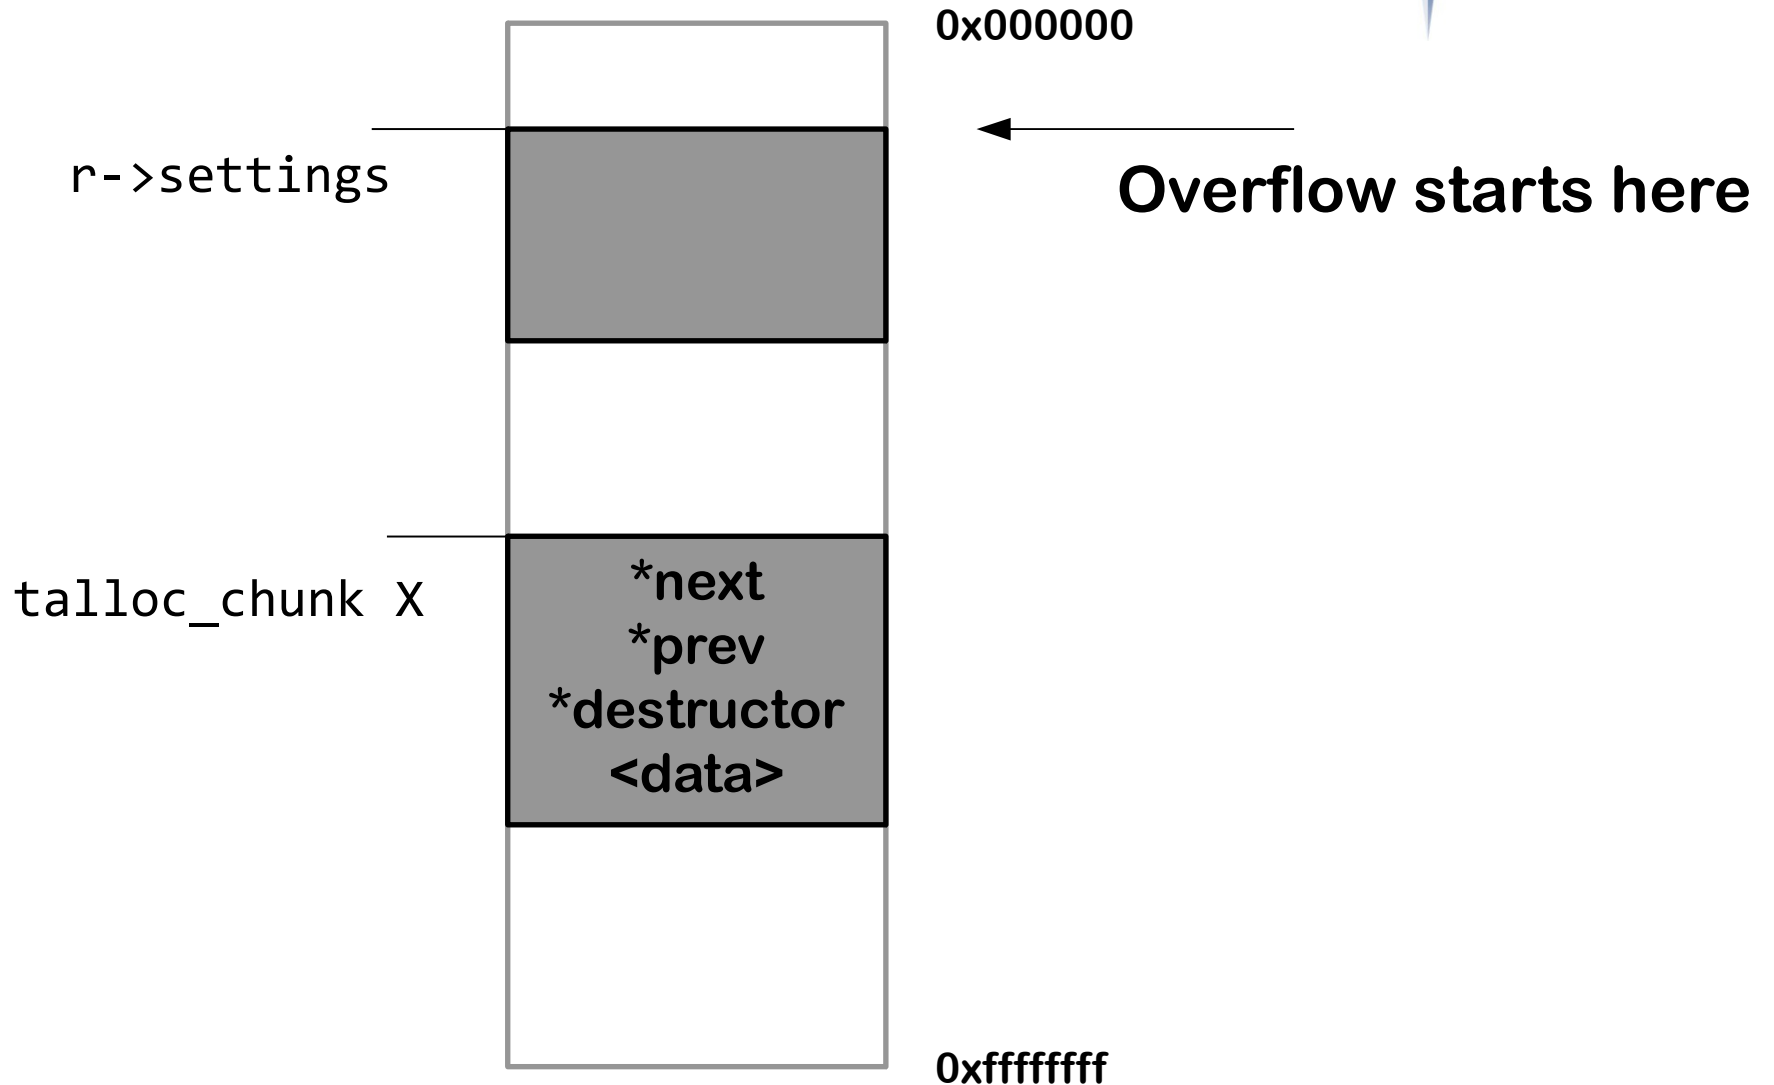 0x000000
r->settings
Overflow starts here
talloc_chunk X
*next
*prev
*destructor
<data>
0xffffffff